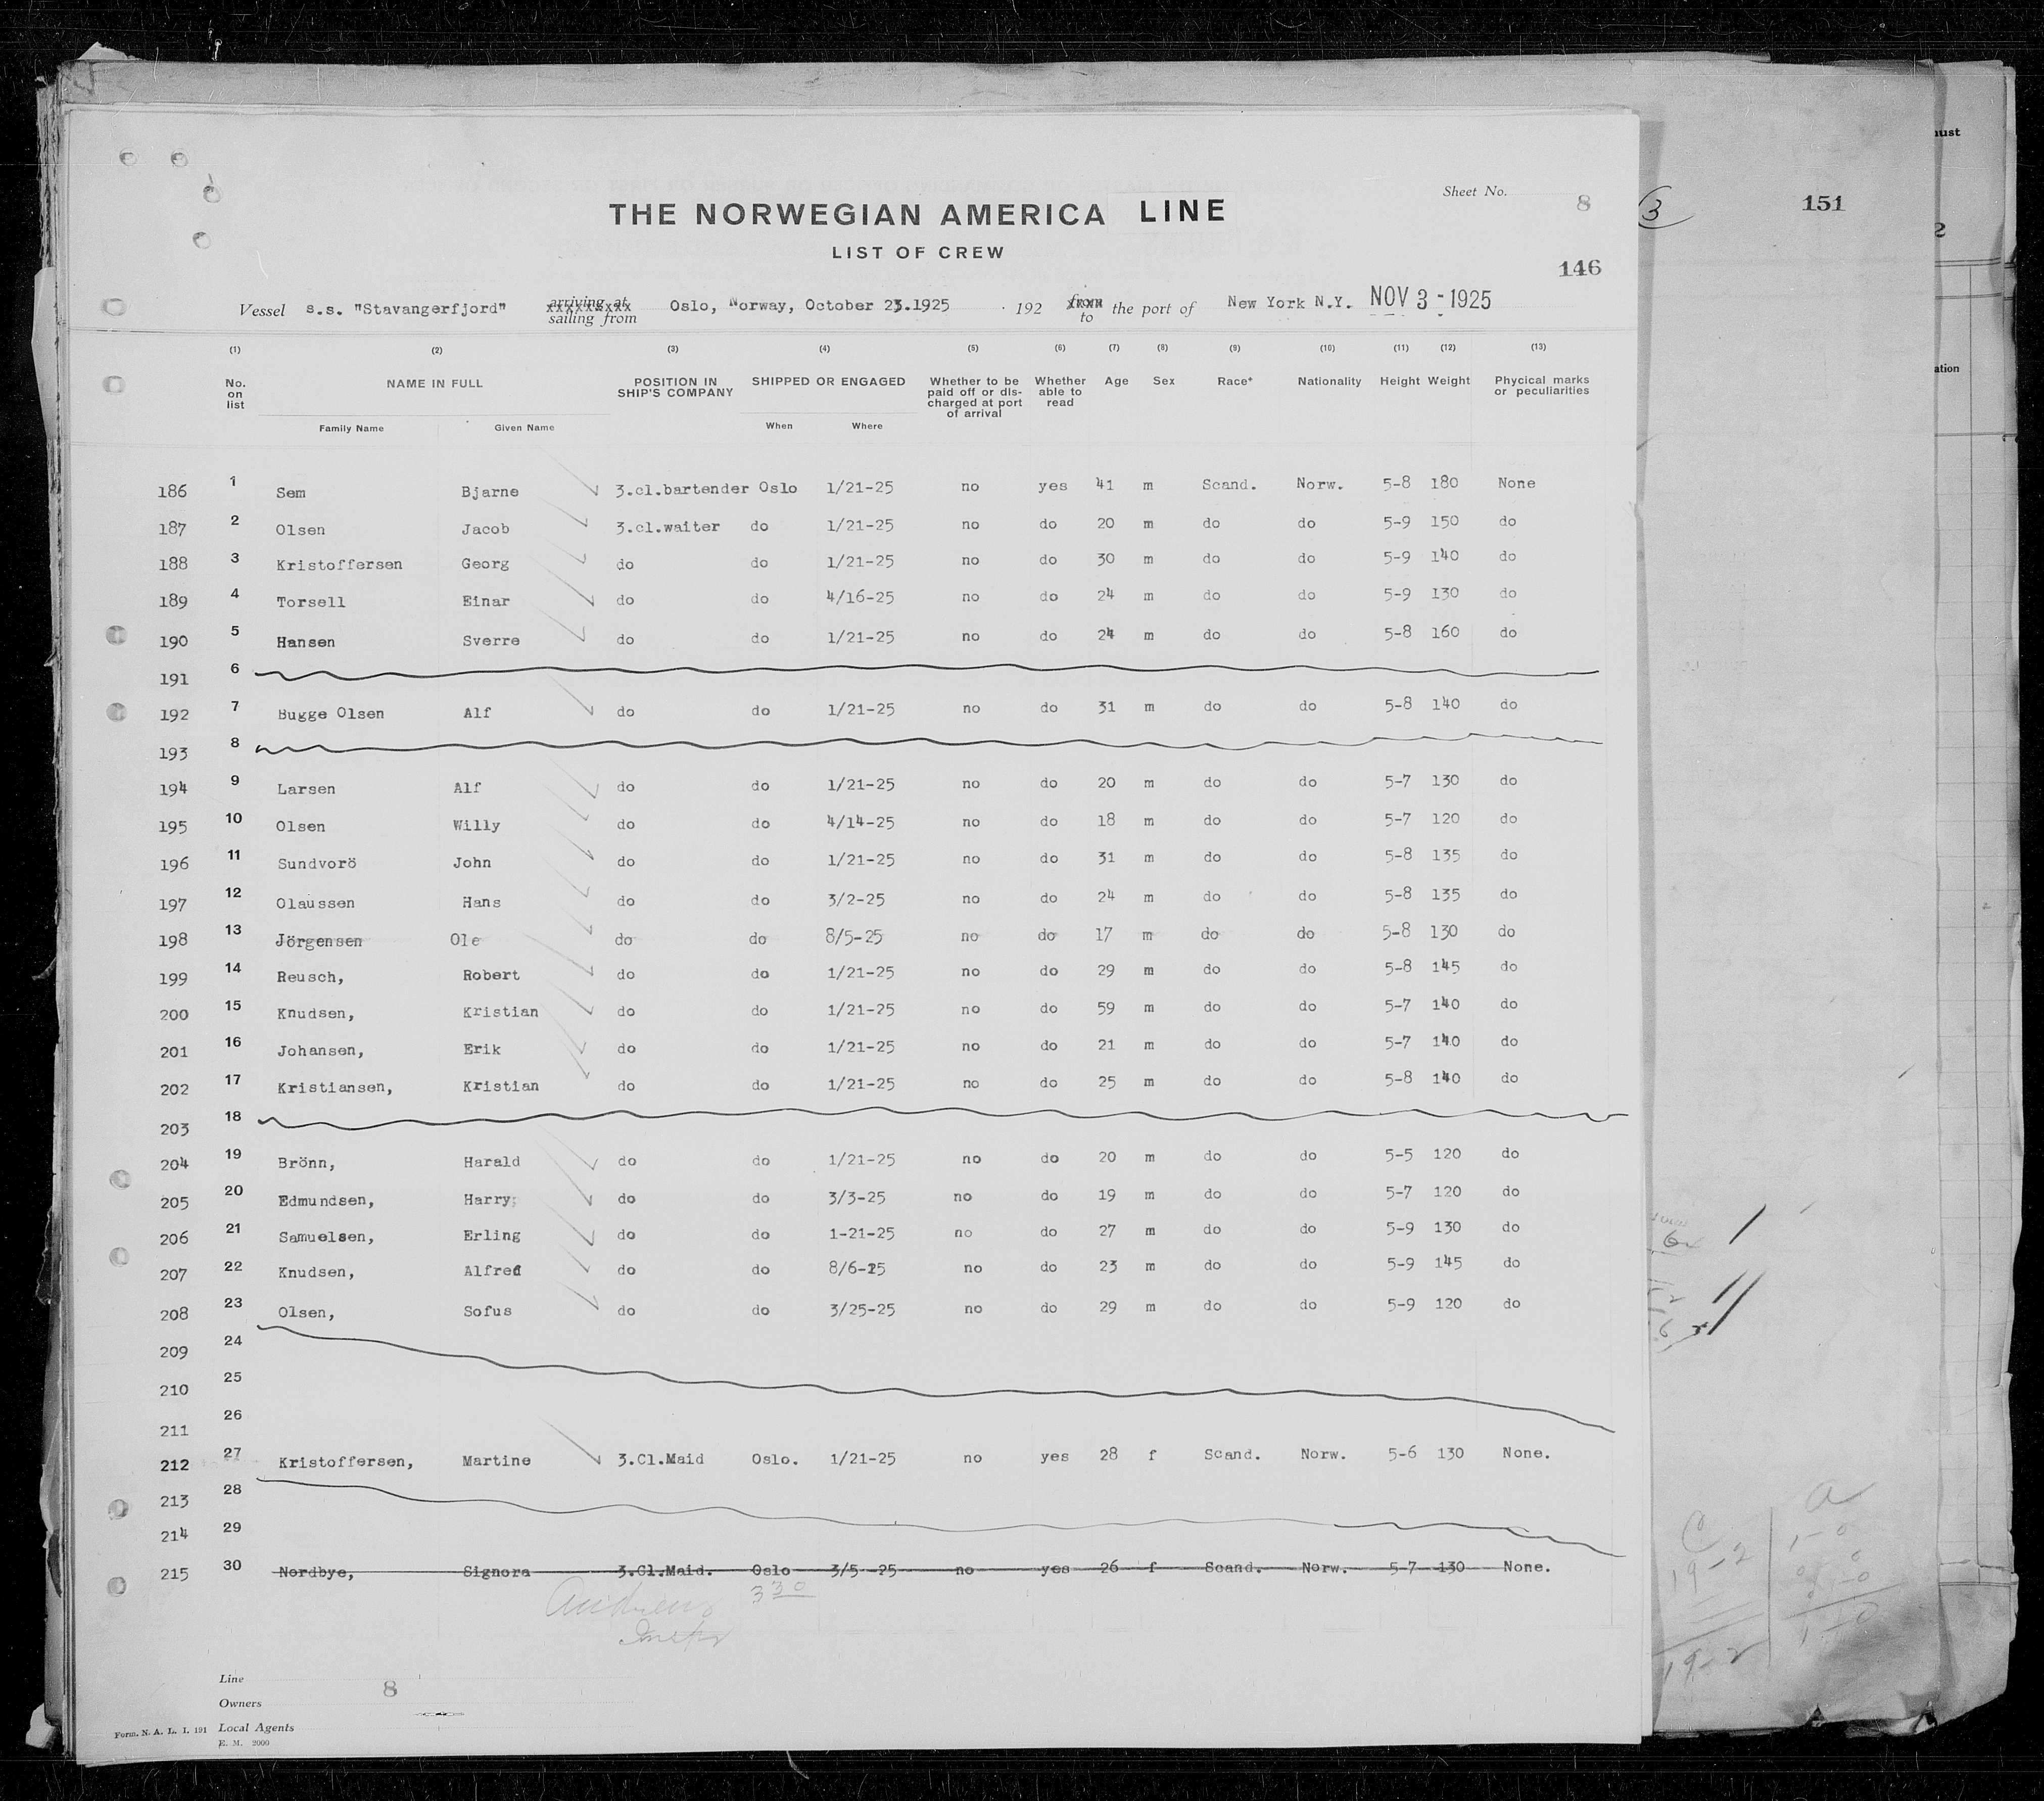 Sheet No. 8
THE NORWEGIAN AMERICA LINE
LIST OF CREW
146
Vessel s.s. "Stavangerfjord" arriving at sailing from Oslo, Norway, October 23.1925 192 from to the port of New York N.Y. NOV 3 - 1925
(1) (2) (3) (4) (5) (6) (7) (8) (9) (10) (11) (12) (13)
No. on list NAME IN FULL POSITION IN SHIP'S COMPANY SHIPPED OR ENGAGED Whether to be paid off or dis-charged at port of arrival Whether able to read Age Sex Race* Nationality Height Weight Phycical marks or peculiarities
Family Name Given Name When Where
186 1 Sem Bjarne 3.cl.bartender Oslo 1/21-25 no yes 41 m Scand. Norw. 5-8 180 None
187 2 Olsen Jacob 3.cl.waiter do 1/21-25 no do 20 m do do 5-9 150 do
188 3 Kristoffersen Georg do do 1/21-25 no do 30 m do do 5-9 140 do
189 4 Torsell Einar do do 4/16-25 no do 24 m do do 5-9 130 do
190 5 Hansen Sverre do do 1/21-25 no do 24 m do do 5-8 160 do
191 6
192 7 Bugge Olsen Alf do do 1/21-25 no do 31 m do do 5-8 140 do
193 8
194 9 Larsen Alf do do 1/21-25 no do 20 m do do 5-7 130 do
195 10 Olsen Willy do do 4/14-25 no do 18 m do do 5-7 120 do
196 11 Sundvorö John do do 1/21-25 no do 31 m do do 5-8 135 do
197 12 Olaussen Hans do do 3/2-25 no do 24 m do do 5-8 135 do
198 13 Jörgensen Ole do do 8/5-25 no do 17 m do do 5-8 130 do
199 14 Reusch, Robert do do 1/21-25 no do 29 m do do 5-8 145 do
200 15 Knudsen, Kristian do do 1/21-25 no do 59 m do do 5-7 140 do
201 16 Johansen, Erik do do 1/21-25 no do 21 m do do 5-7 140 do
202 17 Kristiansen, Kristian do do 1/21-25 no do 25 m do do 5-8 140 do
203 18
204 19 Brönn, Harald do do 1/21-25 no do 20 m do do 5-5 120 do
205 20 Edmundsen, Harry do do 3/3-25 no do 19 m do do 5-7 120 do
206 21 Samuelsen, Erling do do 1-21-25 no do 27 m do do 5-9 130 do
207 22 Knudsen, Alfred do do 8/6-25 no do 23 m do do 5-9 145 do
208 23 Olsen, Sofus do do 3/25-25 no do 29 m do do 5-9 120 do
209 24
210 25
211 26
212 27 Kristoffersen, Martine 3.Cl.Maid Oslo. 1/21-25 no yes 28 f Scand. Norw. 5-6 130 None.
213 28
214 29
215 30 Nordbye, Signora 3.Cl.Maid. Oslo 3/5-25 no yes 26 f Scand. Norw. 5-7 130 None.
330
Line
8
Owners
Form. N. A. L. I. 191 Local Agents
E. M. 2000
3 151
ust
2
ation
C a
19-2 1-0
19-2